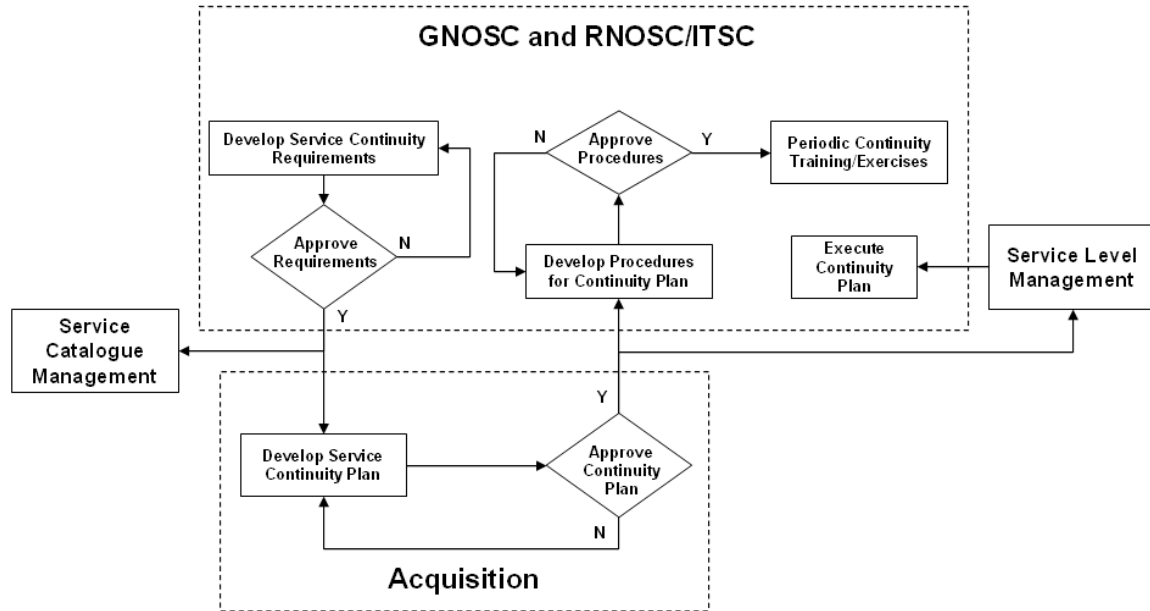 GNOSC and RNOSC/ITSC
Develop Service Continuity
Requirements
N
Approve
Procedures
Y
Periodic Continuity
Training/Exercises
Approve
Requirements
N
Develop Procedures
for Continuity Plan
Execute
Continuity
Plan
Service Level
Management
Y
Service
Catalogue
Management
Y
Develop Service
Continuity Plan
Approve
Continuity
Plan
N
Acquisition